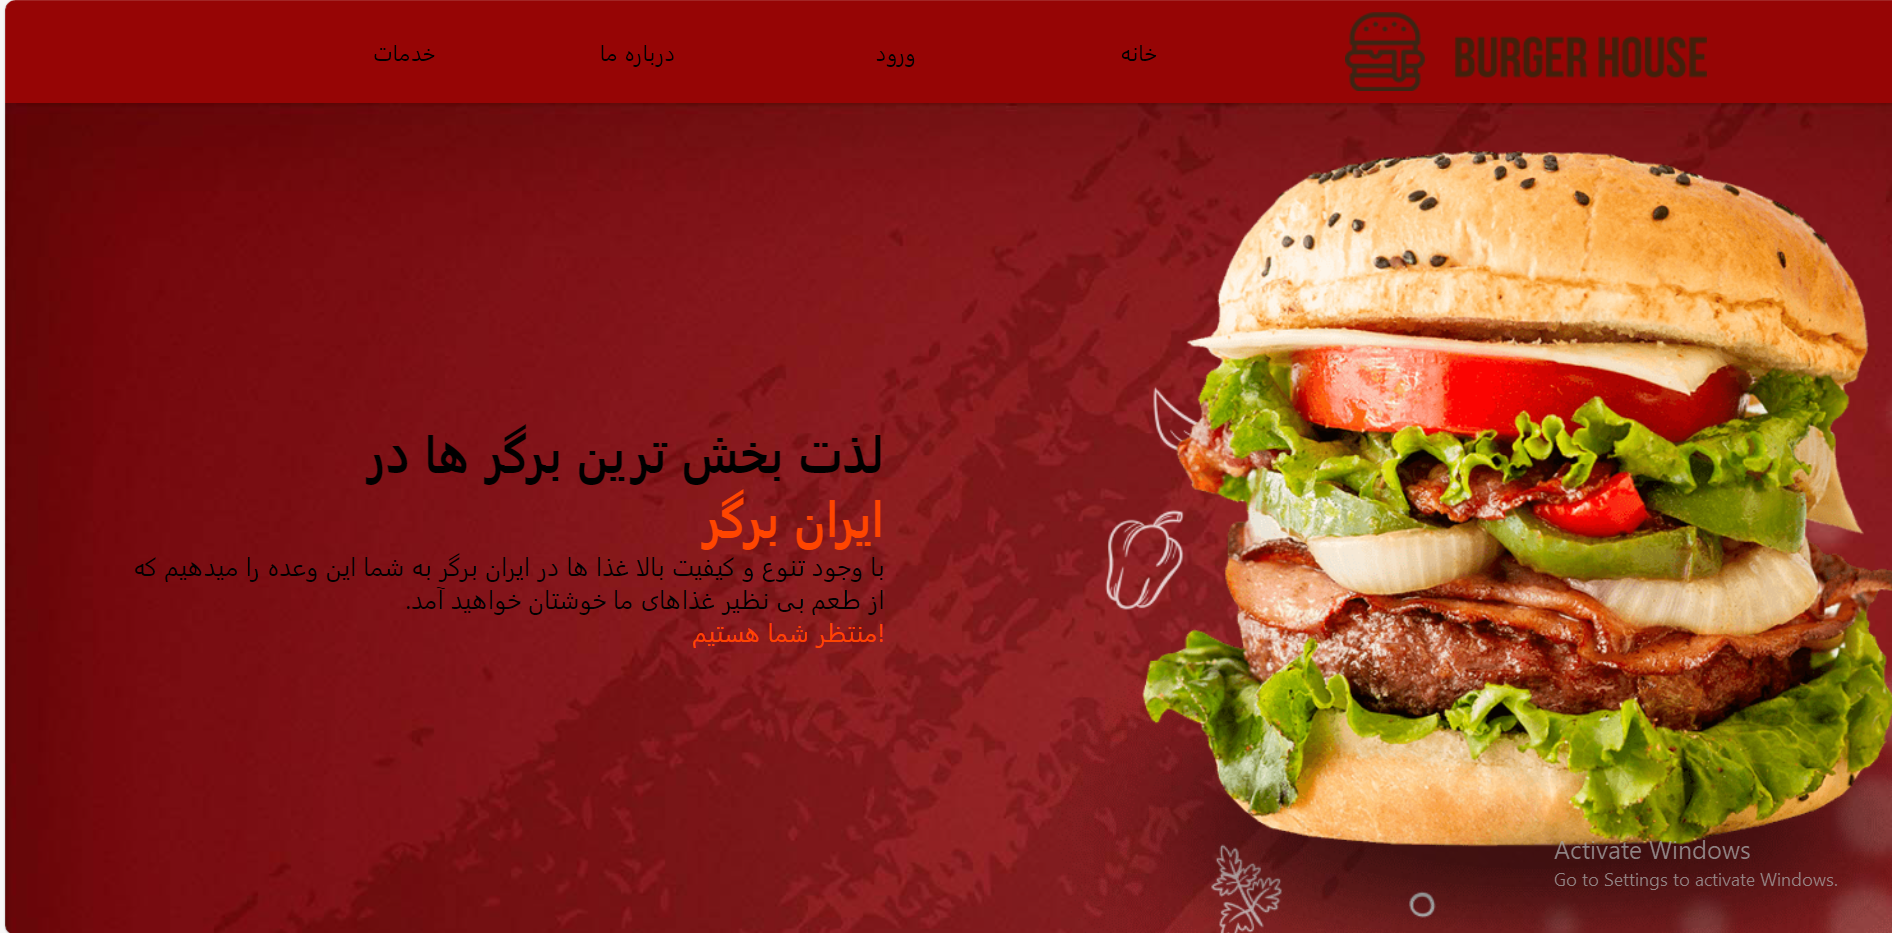 BURGER HOUSE
خانه
ورود
درباره ما
خدمات
لذت بخش ترین برگر ها در
ایران برگر
با وجود تنوع و کیفیت بالا غذا ها در ایران برگر به شما این وعده را میدهیم که
از طعم بی نظیر غذاهای ما خوشتان خواهید آمد.
!منتظر شما هستیم
Activate Windows
Go to Settings to activate Windows.